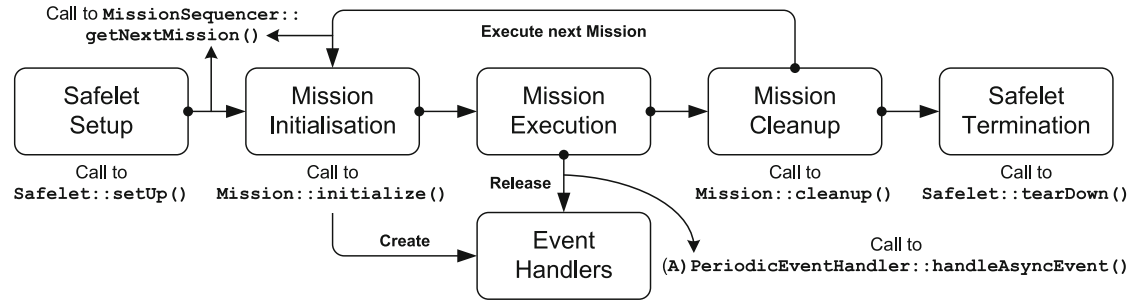 Call to MissionSequencer::
getNextMission()
Execute next Mission
Safelet
Setup
Mission
Initialisation
Mission
Execution
Mission
Cleanup
Safelet
Termination
Call to
Safelet::setUp()
Call to
Mission::initialize()
Release
Call to
Mission::cleanup()
Call to
Safelet::tearDown()
Create
Event
Handlers
Call to
(A)PeriodicEventHandler::handleAsyncEvent()